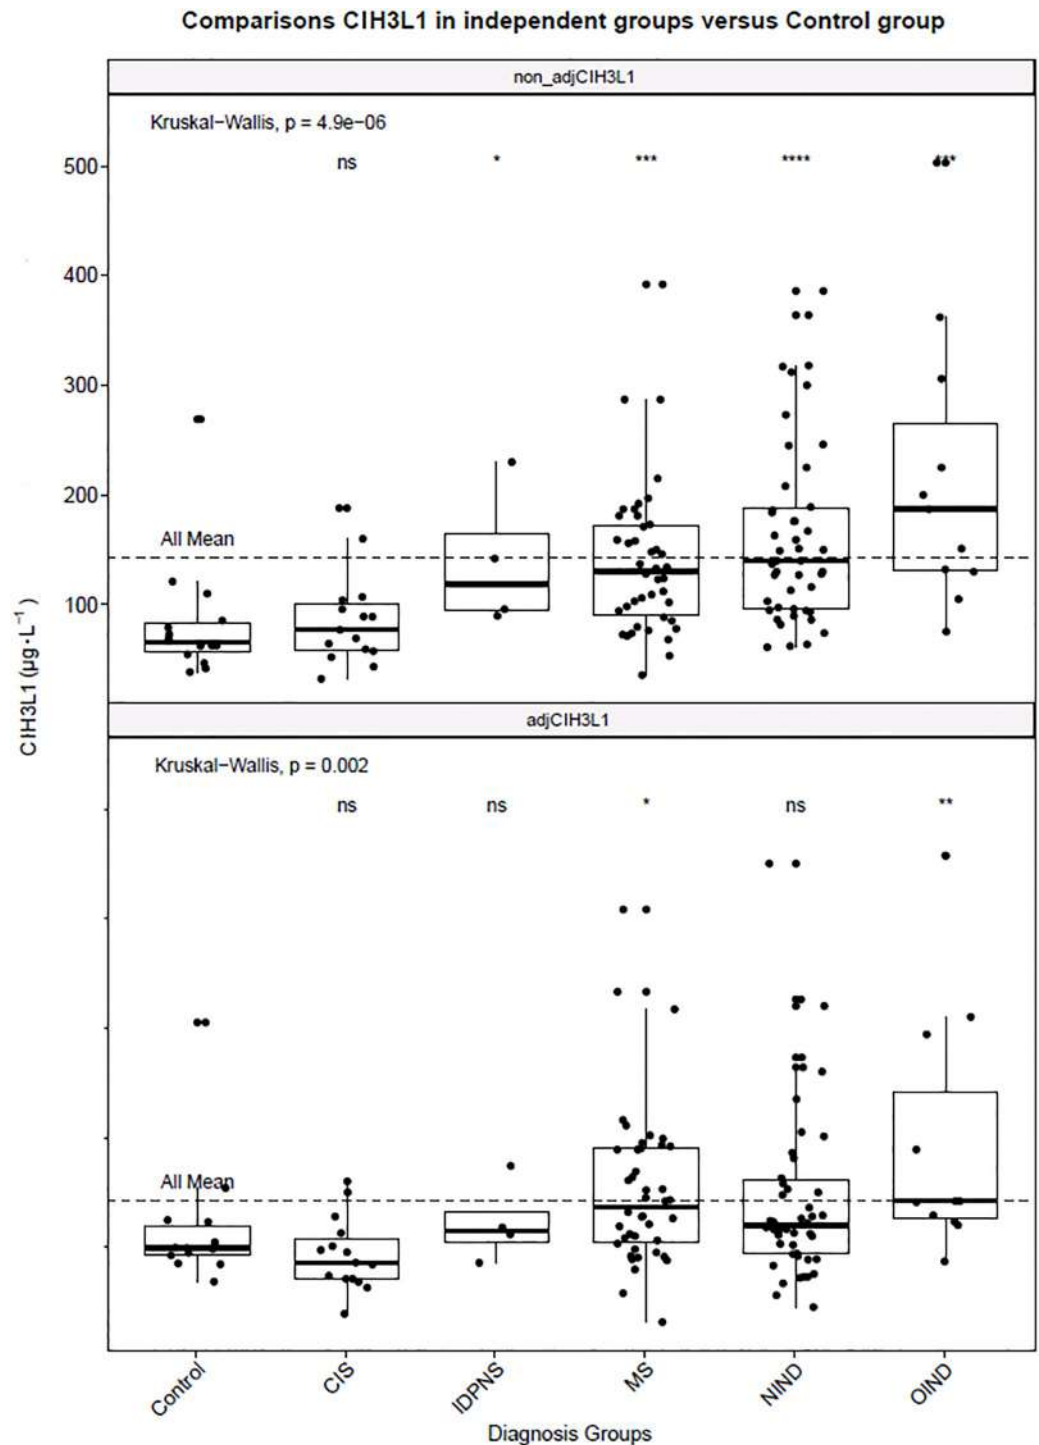 Comparisons CIH3L1 in independent groups versus Control group
non_adjCIH3L1
Kruskal−Wallis, p = 4.9e−06
ns * *** **** ***
500
400
300
200
All Mean
100
CIH3L1 (µg·L⁻¹)
adjCIH3L1
Kruskal−Wallis, p = 0.002
ns ns * ns **
All Mean
Control CIS IDPNS MS NIND OIND
Diagnosis Groups